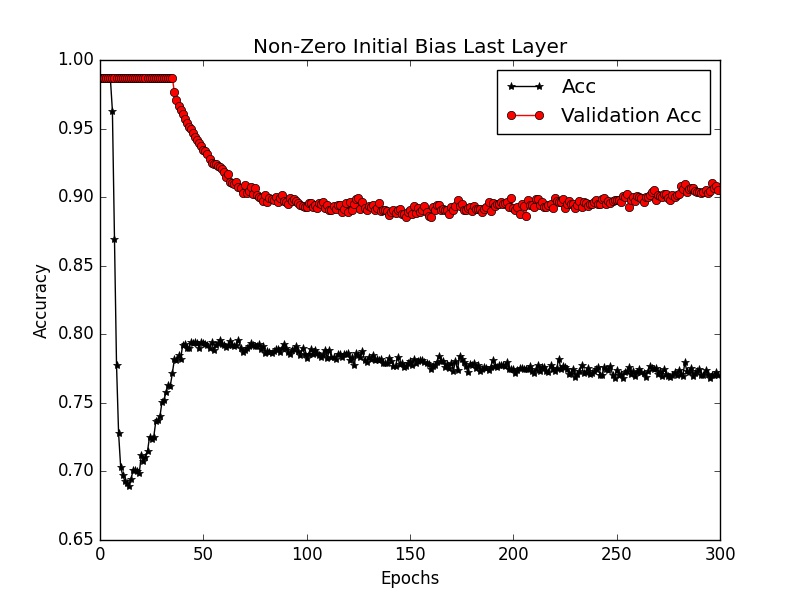 Non-Zero Initial Bias Last Layer
1.00
Acc
Validation Acc
0.95
0.90
0.85
Accuracy
0.80
0.75
0.70
0.65
0 50 100 150 200 250 300
Epochs